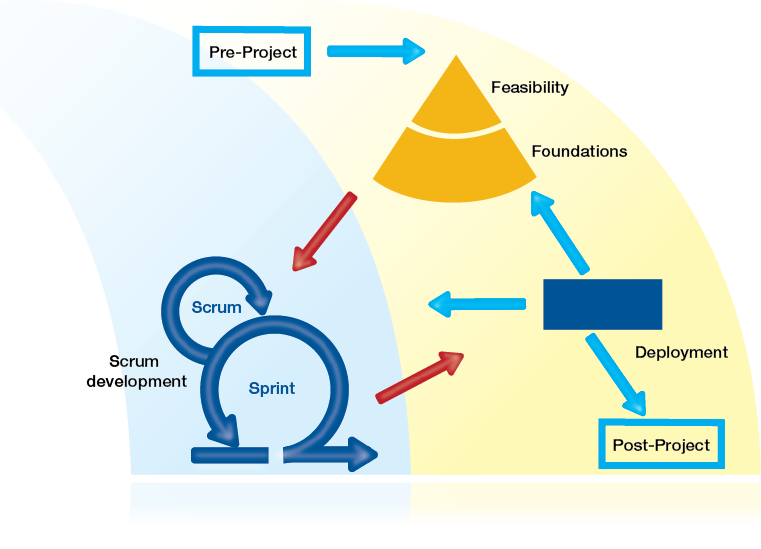 Pre-Project
Feasibility
Foundations
Scrum
Scrum
development
Sprint
Deployment
Post-Project